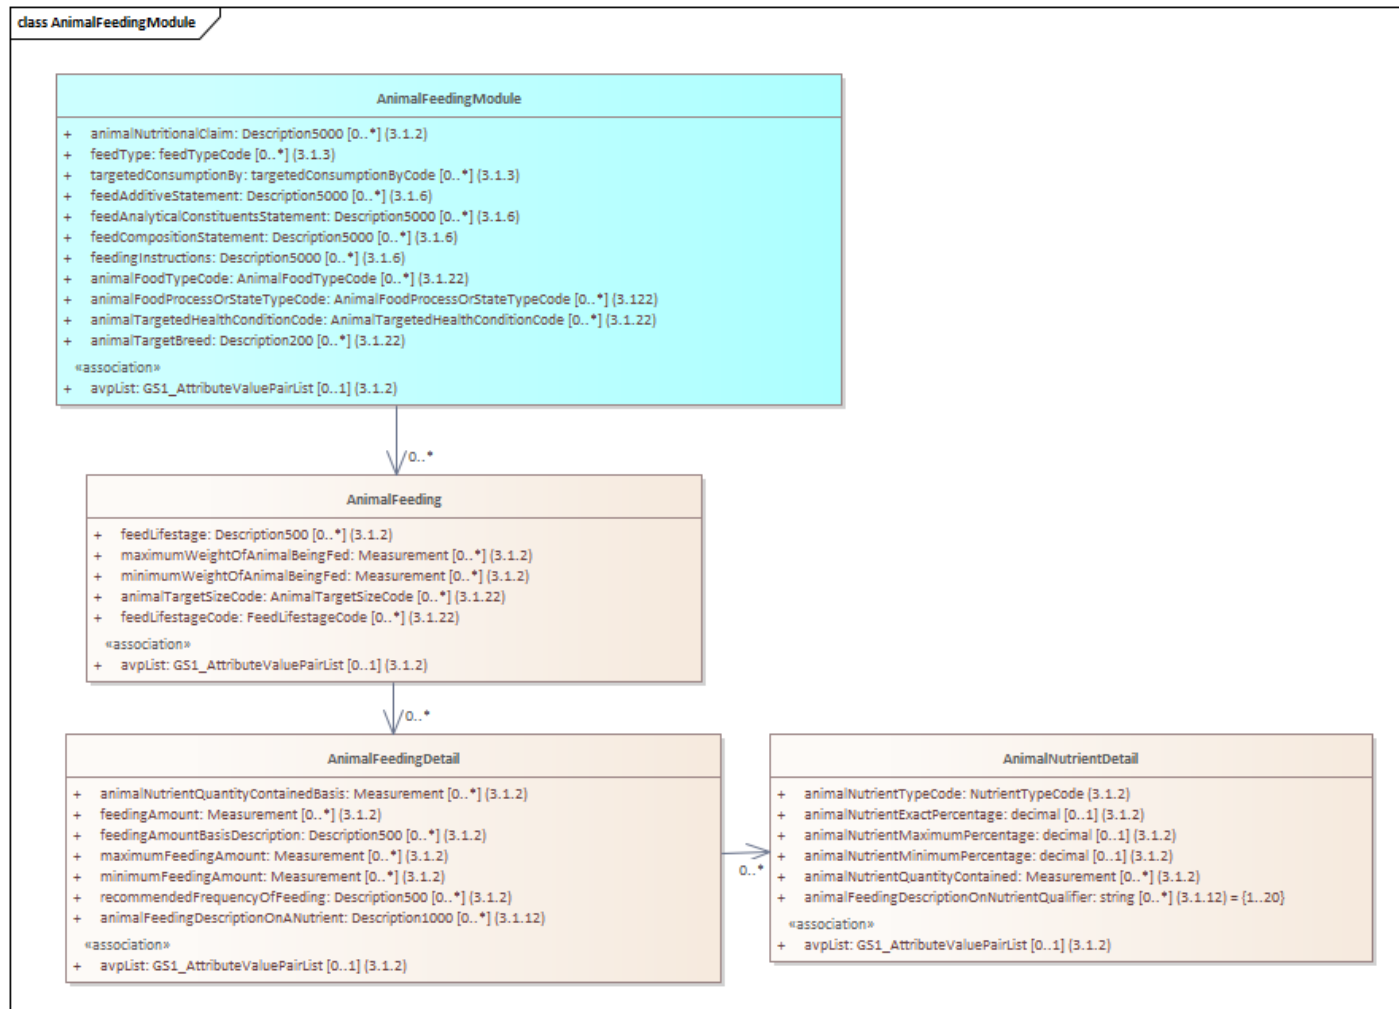 class AnimalFeedingModule
AnimalFeedingModule
+ animalNutritionalClaim: Description5000 [0..*] (3.1.2)
+ feedType: feedTypeCode [0..*] (3.1.3)
+ targetedConsumptionBy: targetedConsumptionByCode [0..*] (3.1.3)
+ feedAdditiveStatement: Description5000 [0..*] (3.1.6)
+ feedAnalyticalConstituentsStatement: Description5000 [0..*] (3.1.6)
+ feedCompositionStatement: Description5000 [0..*] (3.1.6)
+ feedingInstructions: Description5000 [0..*] (3.1.6)
+ animalFoodTypeCode: AnimalFoodTypeCode [0..*] (3.1.22)
+ animalFoodProcessOrStateTypeCode: AnimalFoodProcessOrStateTypeCode [0..*] (3.122)
+ animalTargetedHealthConditionCode: AnimalTargetedHealthConditionCode [0..*] (3.1.22)
+ animalTargetBreed: Description200 [0..*] (3.1.22)
«association»
+ avpList: GS1_AttributeValuePairList [0..1] (3.1.2)
0..*
AnimalFeeding
+ feedLifestage: Description500 [0..*] (3.1.2)
+ maximumWeightOfAnimalBeingFed: Measurement [0..*] (3.1.2)
+ minimumWeightOfAnimalBeingFed: Measurement [0..*] (3.1.2)
+ animalTargetSizeCode: AnimalTargetSizeCode [0..*] (3.1.22)
+ feedLifestageCode: FeedLifestageCode [0..*] (3.1.22)
«association»
+ avpList: GS1_AttributeValuePairList [0..1] (3.1.2)
0..*
AnimalFeedingDetail
+ animalNutrientQuantityContainedBasis: Measurement [0..*] (3.1.2)
+ feedingAmount: Measurement [0..*] (3.1.2)
+ feedingAmountBasisDescription: Description500 [0..*] (3.1.2)
+ maximumFeedingAmount: Measurement [0..*] (3.1.2)
+ minimumFeedingAmount: Measurement [0..*] (3.1.2)
+ recommendedFrequencyOfFeeding: Description500 [0..*] (3.1.2)
+ animalFeedingDescriptionOnANutrient: Description1000 [0..*] (3.1.12)
«association»
+ avpList: GS1_AttributeValuePairList [0..1] (3.1.2)
0..*
AnimalNutrientDetail
+ animalNutrientTypeCode: NutrientTypeCode (3.1.2)
+ animalNutrientExactPercentage: decimal [0..1] (3.1.2)
+ animalNutrientMaximumPercentage: decimal [0..1] (3.1.2)
+ animalNutrientMinimumPercentage: decimal [0..1] (3.1.2)
+ animalNutrientQuantityContained: Measurement [0..*] (3.1.2)
+ animalFeedingDescriptionOnNutrientQualifier: string [0..*] (3.1.12) = {1..20}
«association»
+ avpList: GS1_AttributeValuePairList [0..1] (3.1.2)